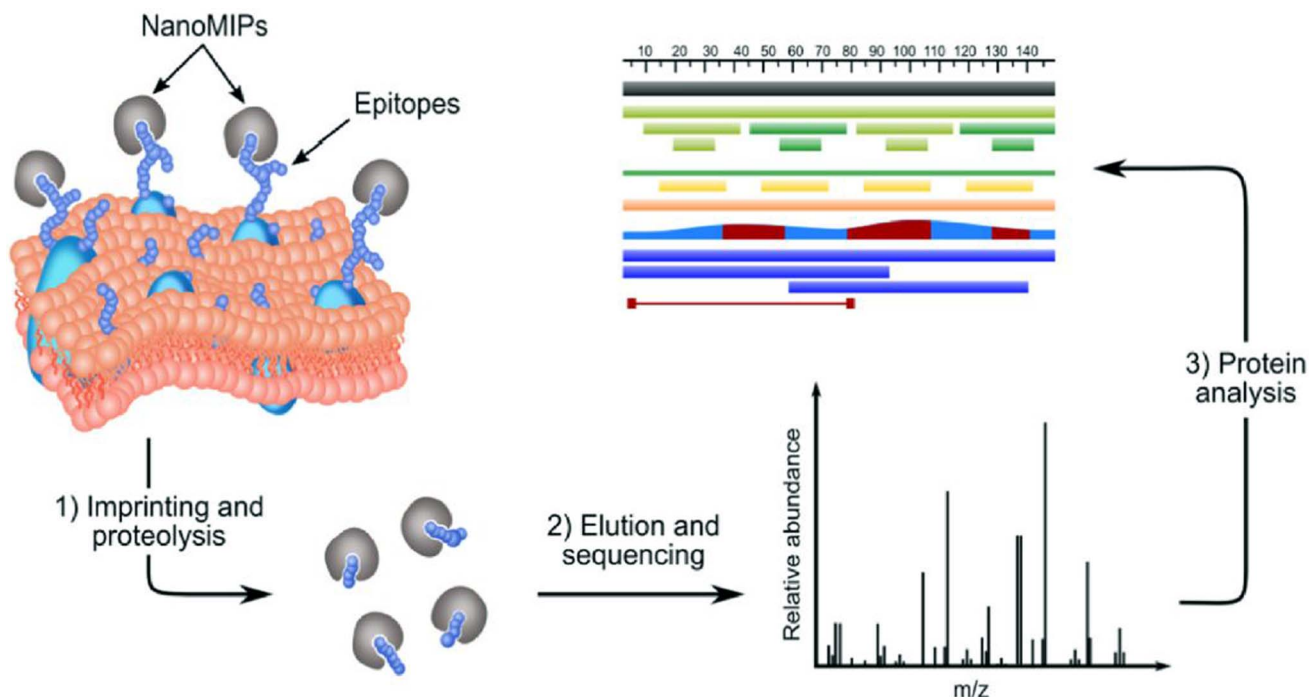 NanoMIPs
Epitopes
10 20 30 40 50 60 70 80 90 100 110 120 130 140
1) Imprinting and
proteolysis
2) Elution and
sequencing
Relative abundance
m/z
3) Protein
analysis